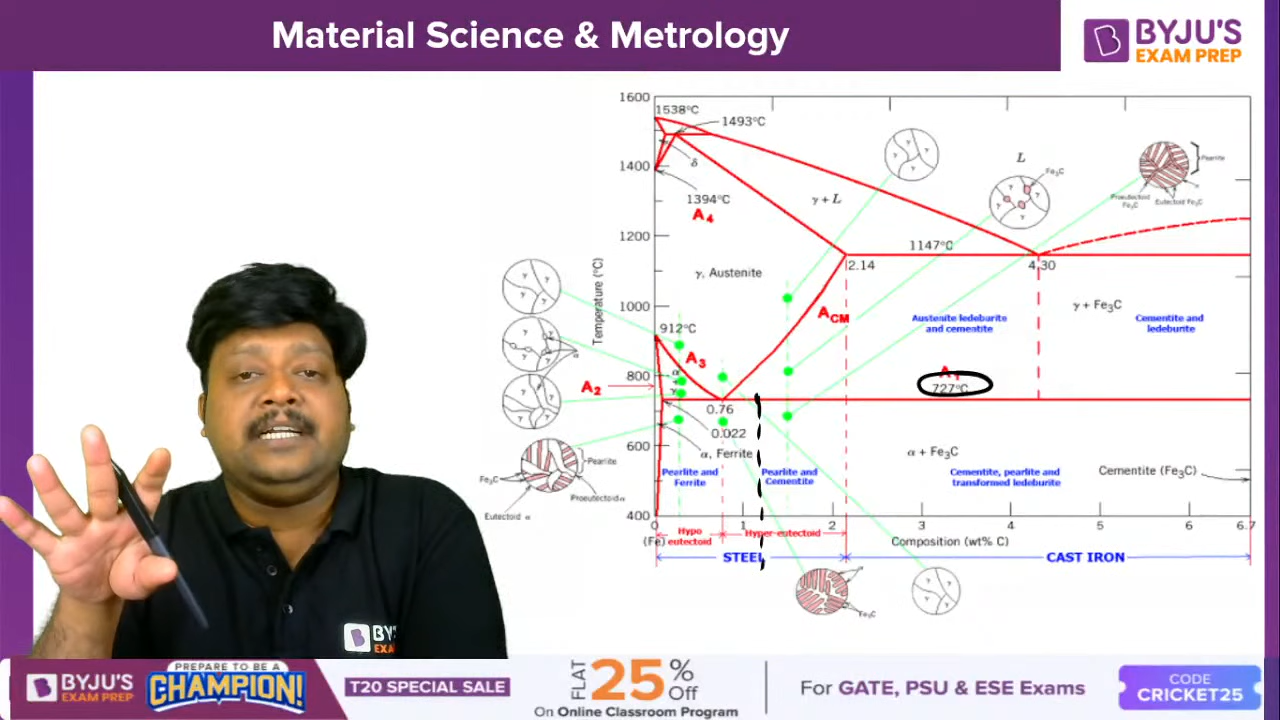 Material Science & Metrology
BYJU'S
EXAM PREP
1600
1538°C
1493°C
δ
1400
1394°C
A4
γ + L
L
Fe₃C
Pearlite
Proeutectoid
Fe₃C
Eutectoid Fe₃C
1200
1147°C
2.14
4.30
γ, Austenite
Temperature (°C)
1000
ACM
Austenite ledeburite
and cementite
γ + Fe₃C
Cementite and
ledeburite
912°C
A3
800
A2
α
+
γ
727°C
0.76
0.022
600
α, Ferrite
α + Fe₃C
Cementite (Fe₃C)
Pearlite and
Ferrite
Pearlite and
Cementite
Cementite, pearlite and
transformed ledeburite
Pearlite
Fe₃C
Proeutectoid α
Eutectoid α
400
0
1
2
3
4
5
6
6.7
(Fe)
Hypo
eutectoid
Hyper eutectoid
Composition (wt% C)
STEEL
CAST IRON
γ γ γ γ
Fe₃C
BYJU'S
EXAM PREP
PREPARE TO BE A
CHAMPION!
T20 SPECIAL SALE
FLAT
25%
Off
On Online Classroom Program
For GATE, PSU & ESE Exams
CODE
CRICKET25